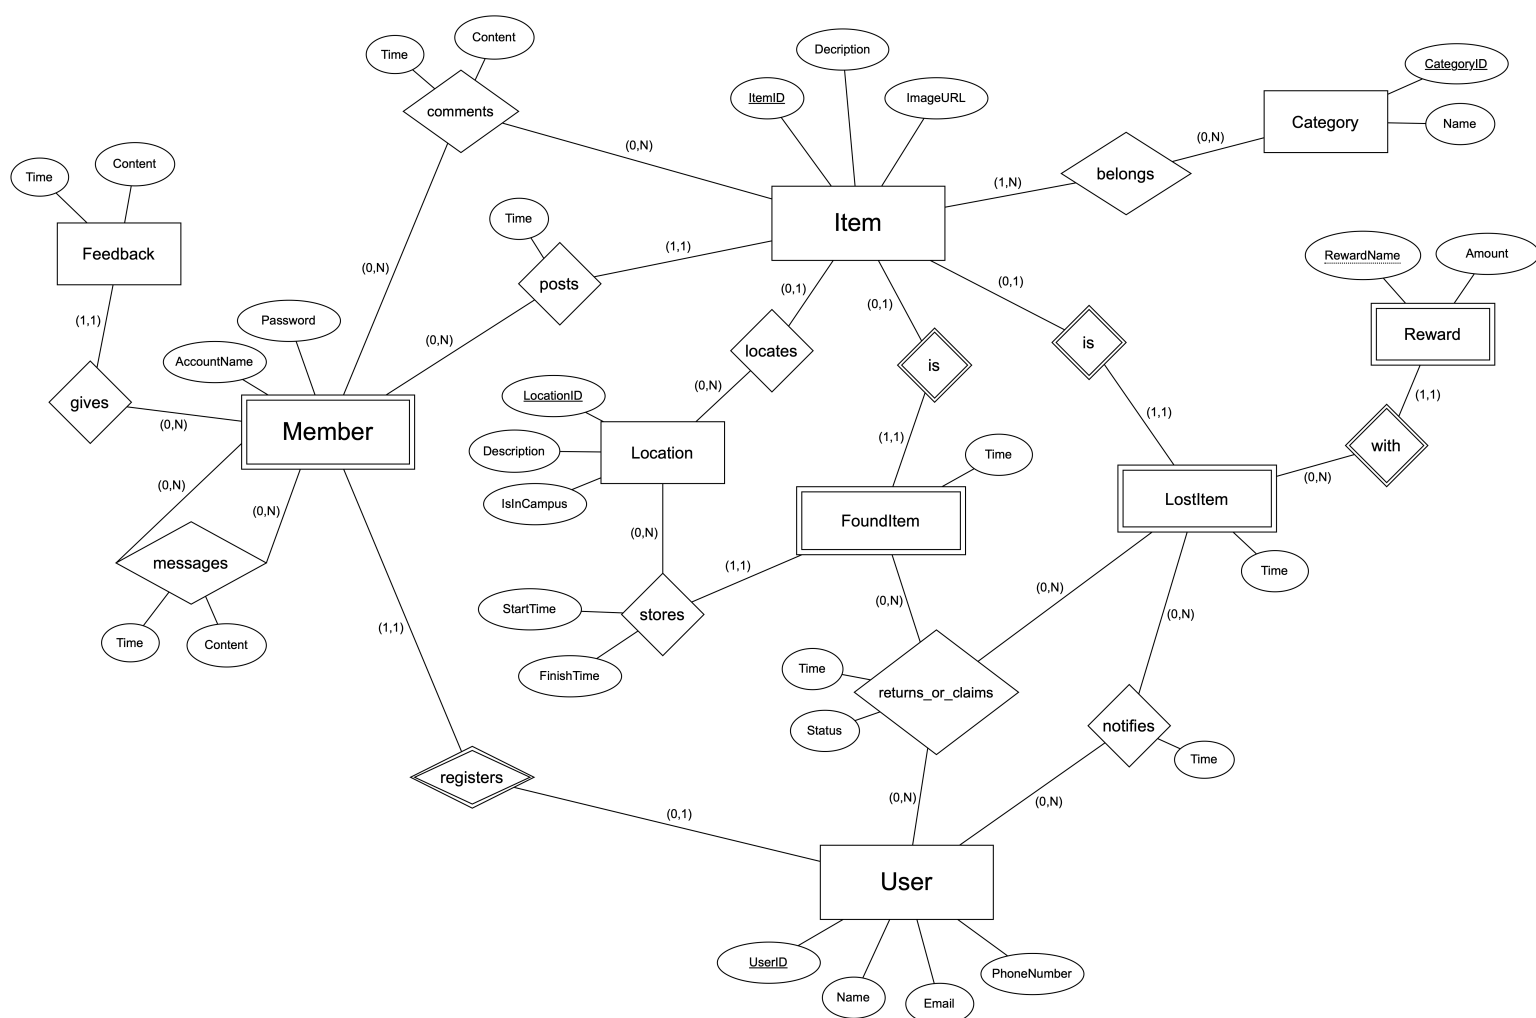 Content
Time
comments
Decription
ItemID
ImageURL
CategoryID
Category
Name
(0,N)
(0,N)
belongs
(1,N)
Content
Time
Feedback
Time
(1,1)
Item
(0,N)
posts
RewardName
Amount
Reward
(1,1)
Password
AccountName
(0,N)
gives
(0,N)
Member
(0,1)
(0,1)
(0,1)
locates
is
is
(0,N)
LocationID
Description
IsInCampus
Location
(1,1)
(1,1)
(1,1)
with
(0,N)
Time
FoundItem
LostItem
Time
(0,N)
(0,N)
messages
Time
Content
(0,N)
(1,1)
StartTime
FinishTime
stores
(1,1)
(0,N)
(0,N)
(0,N)
Time
Status
returns_or_claims
notifies
Time
registers
(0,1)
(0,N)
(0,N)
User
UserID
Name
Email
PhoneNumber